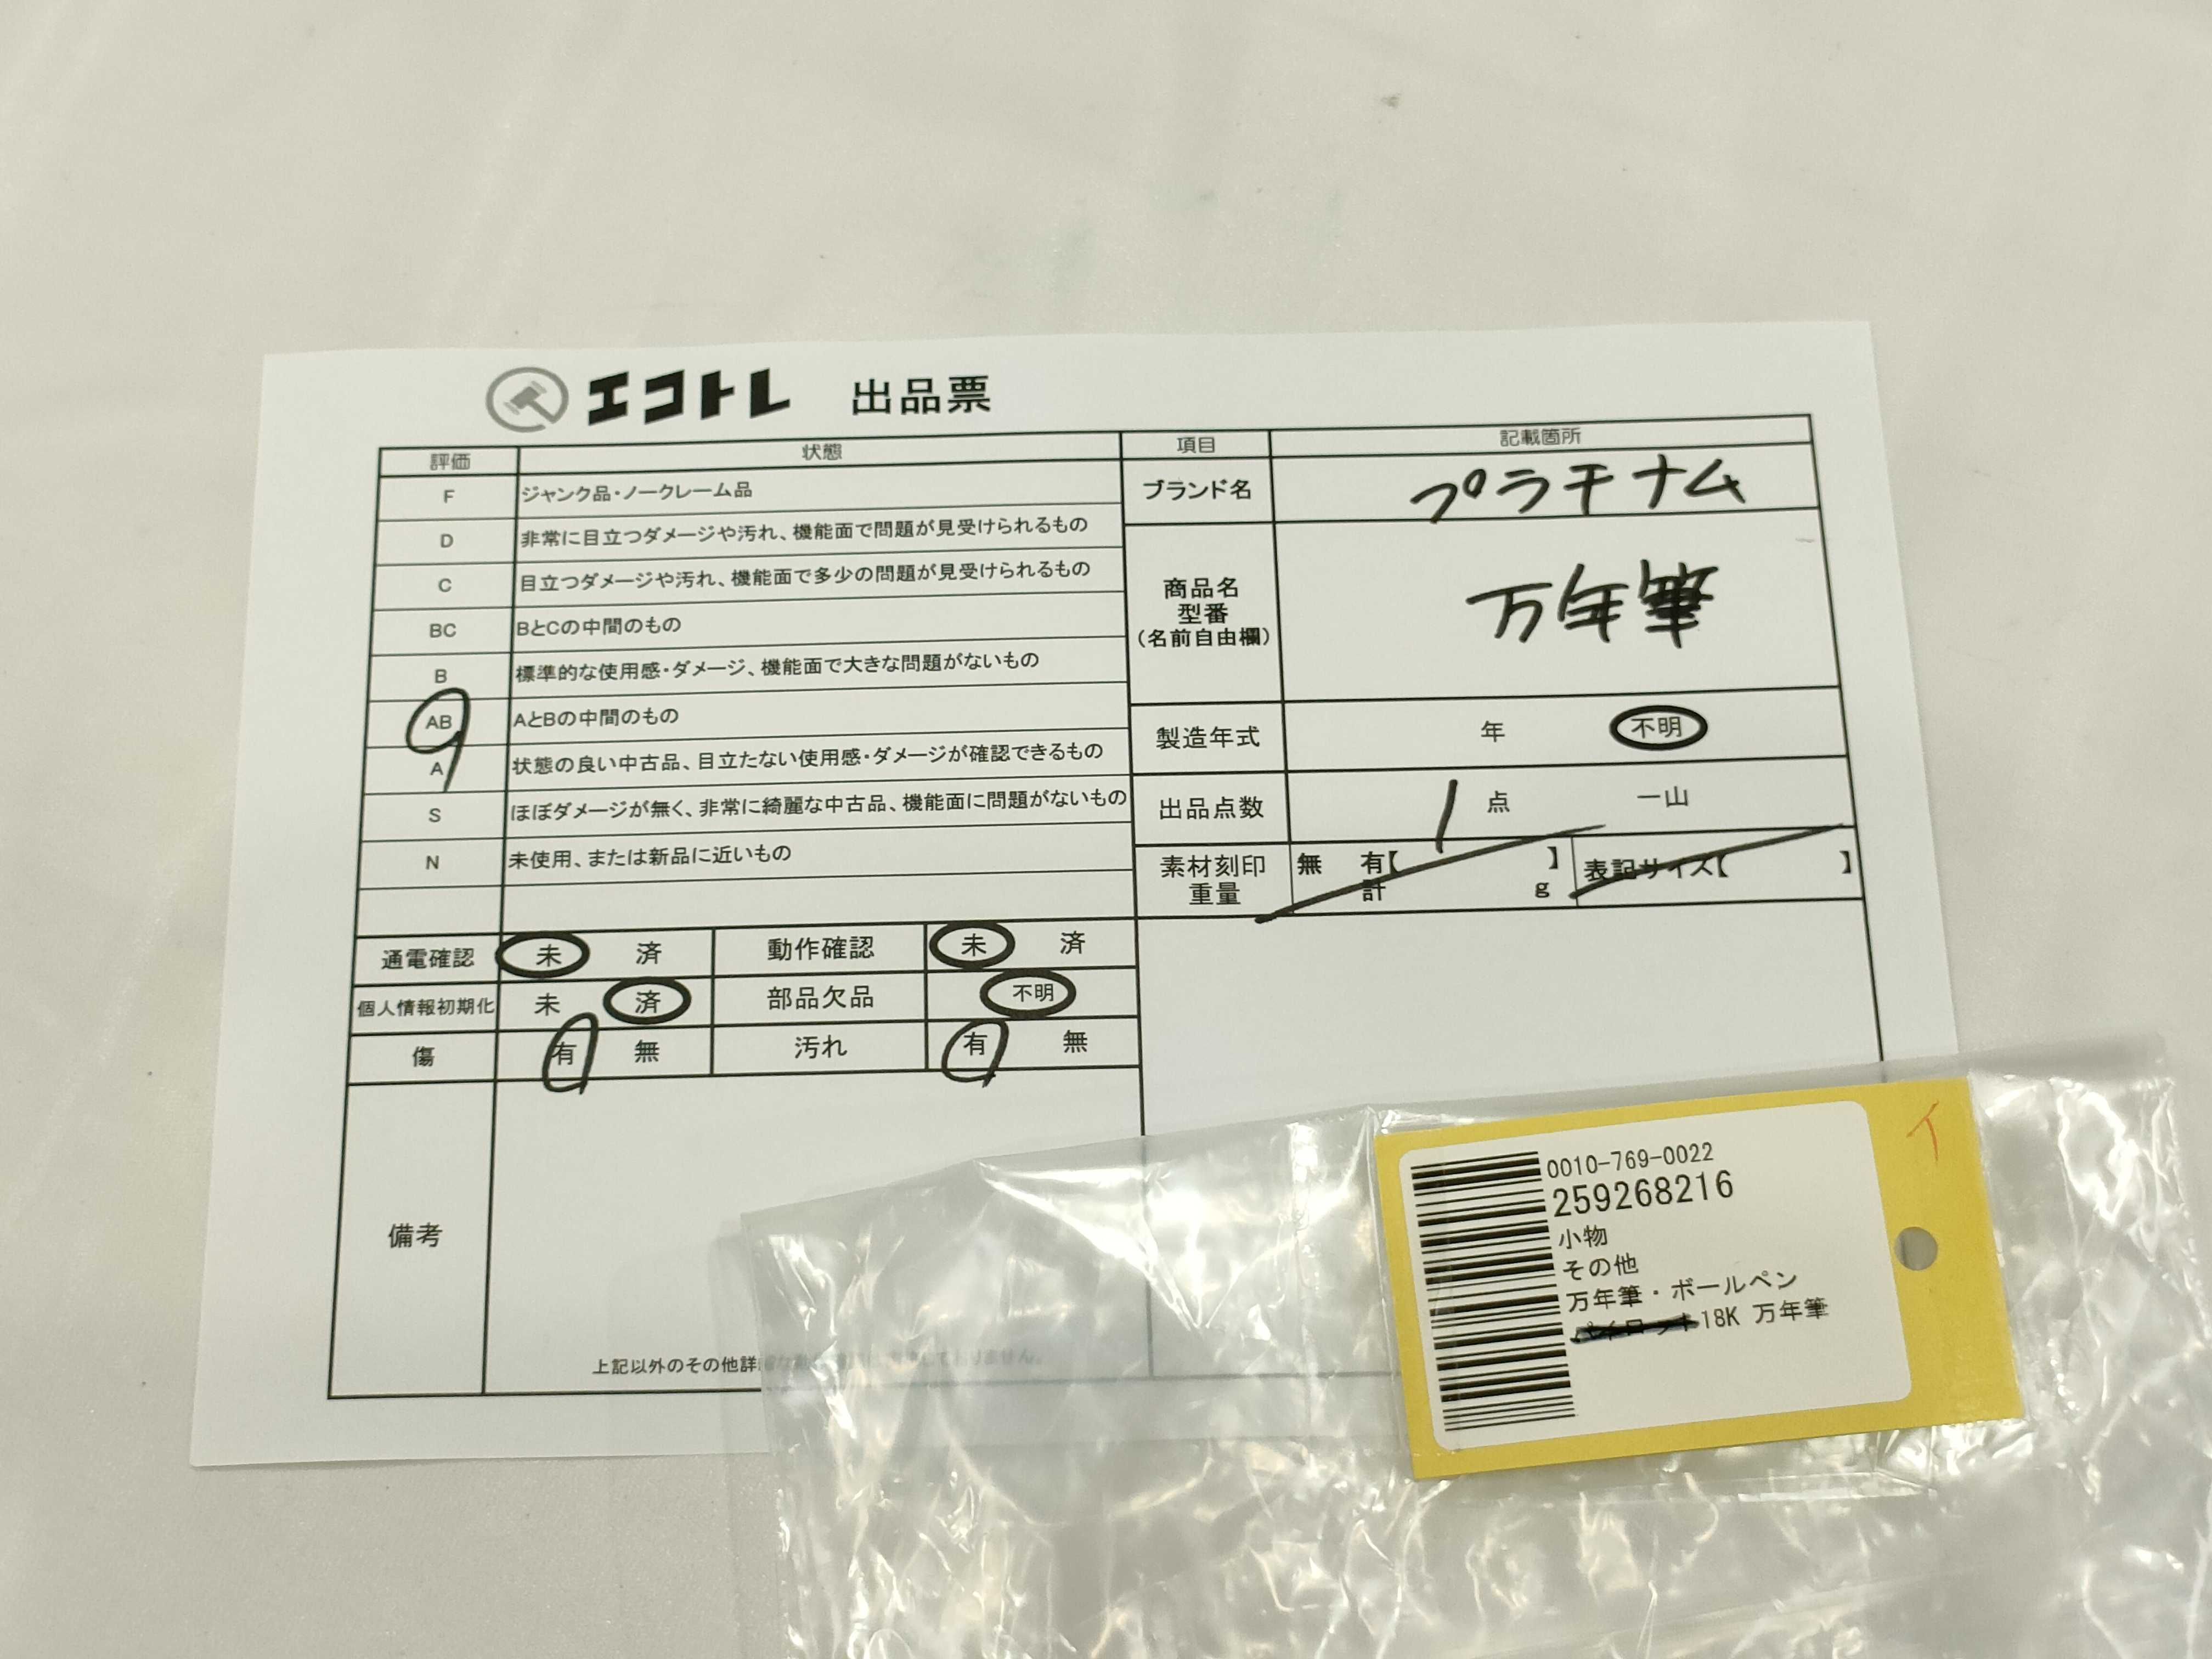 エコトレ 出品票
評価 状態 項目 記載箇所
F ジャンク品・ノークレーム品
D 非常に目立つダメージや汚れ、機能面で問題が見受けられるもの
C 目立つダメージや汚れ、機能面で多少の問題が見受けられるもの
BC BとCの中間のもの
B 標準的な使用感・ダメージ、機能面で大きな問題がないもの
AB AとBの中間のもの
A 状態の良い中古品、目立たない使用感・ダメージが確認できるもの
S ほぼダメージが無く、非常に綺麗な中古品、機能面に問題がないもの
N 未使用、または新品に近いもの
ブランド名 プラチナム
商品名
型番
(名前自由欄)
万年筆
製造年式 年 不明
出品点数 1 点 一山
素材刻印
重量
無 有【 】
計 g
表記サイズ【 】
通電確認 未 済 動作確認 未 済
個人情報初期化 未 済 部品欠品 不明
傷 有 無 汚れ 有 無
備考
上記以外のその他詳
イ
0010-769-0022
259268216
小物
その他
万年筆・ボールペン
パイロット18K 万年筆